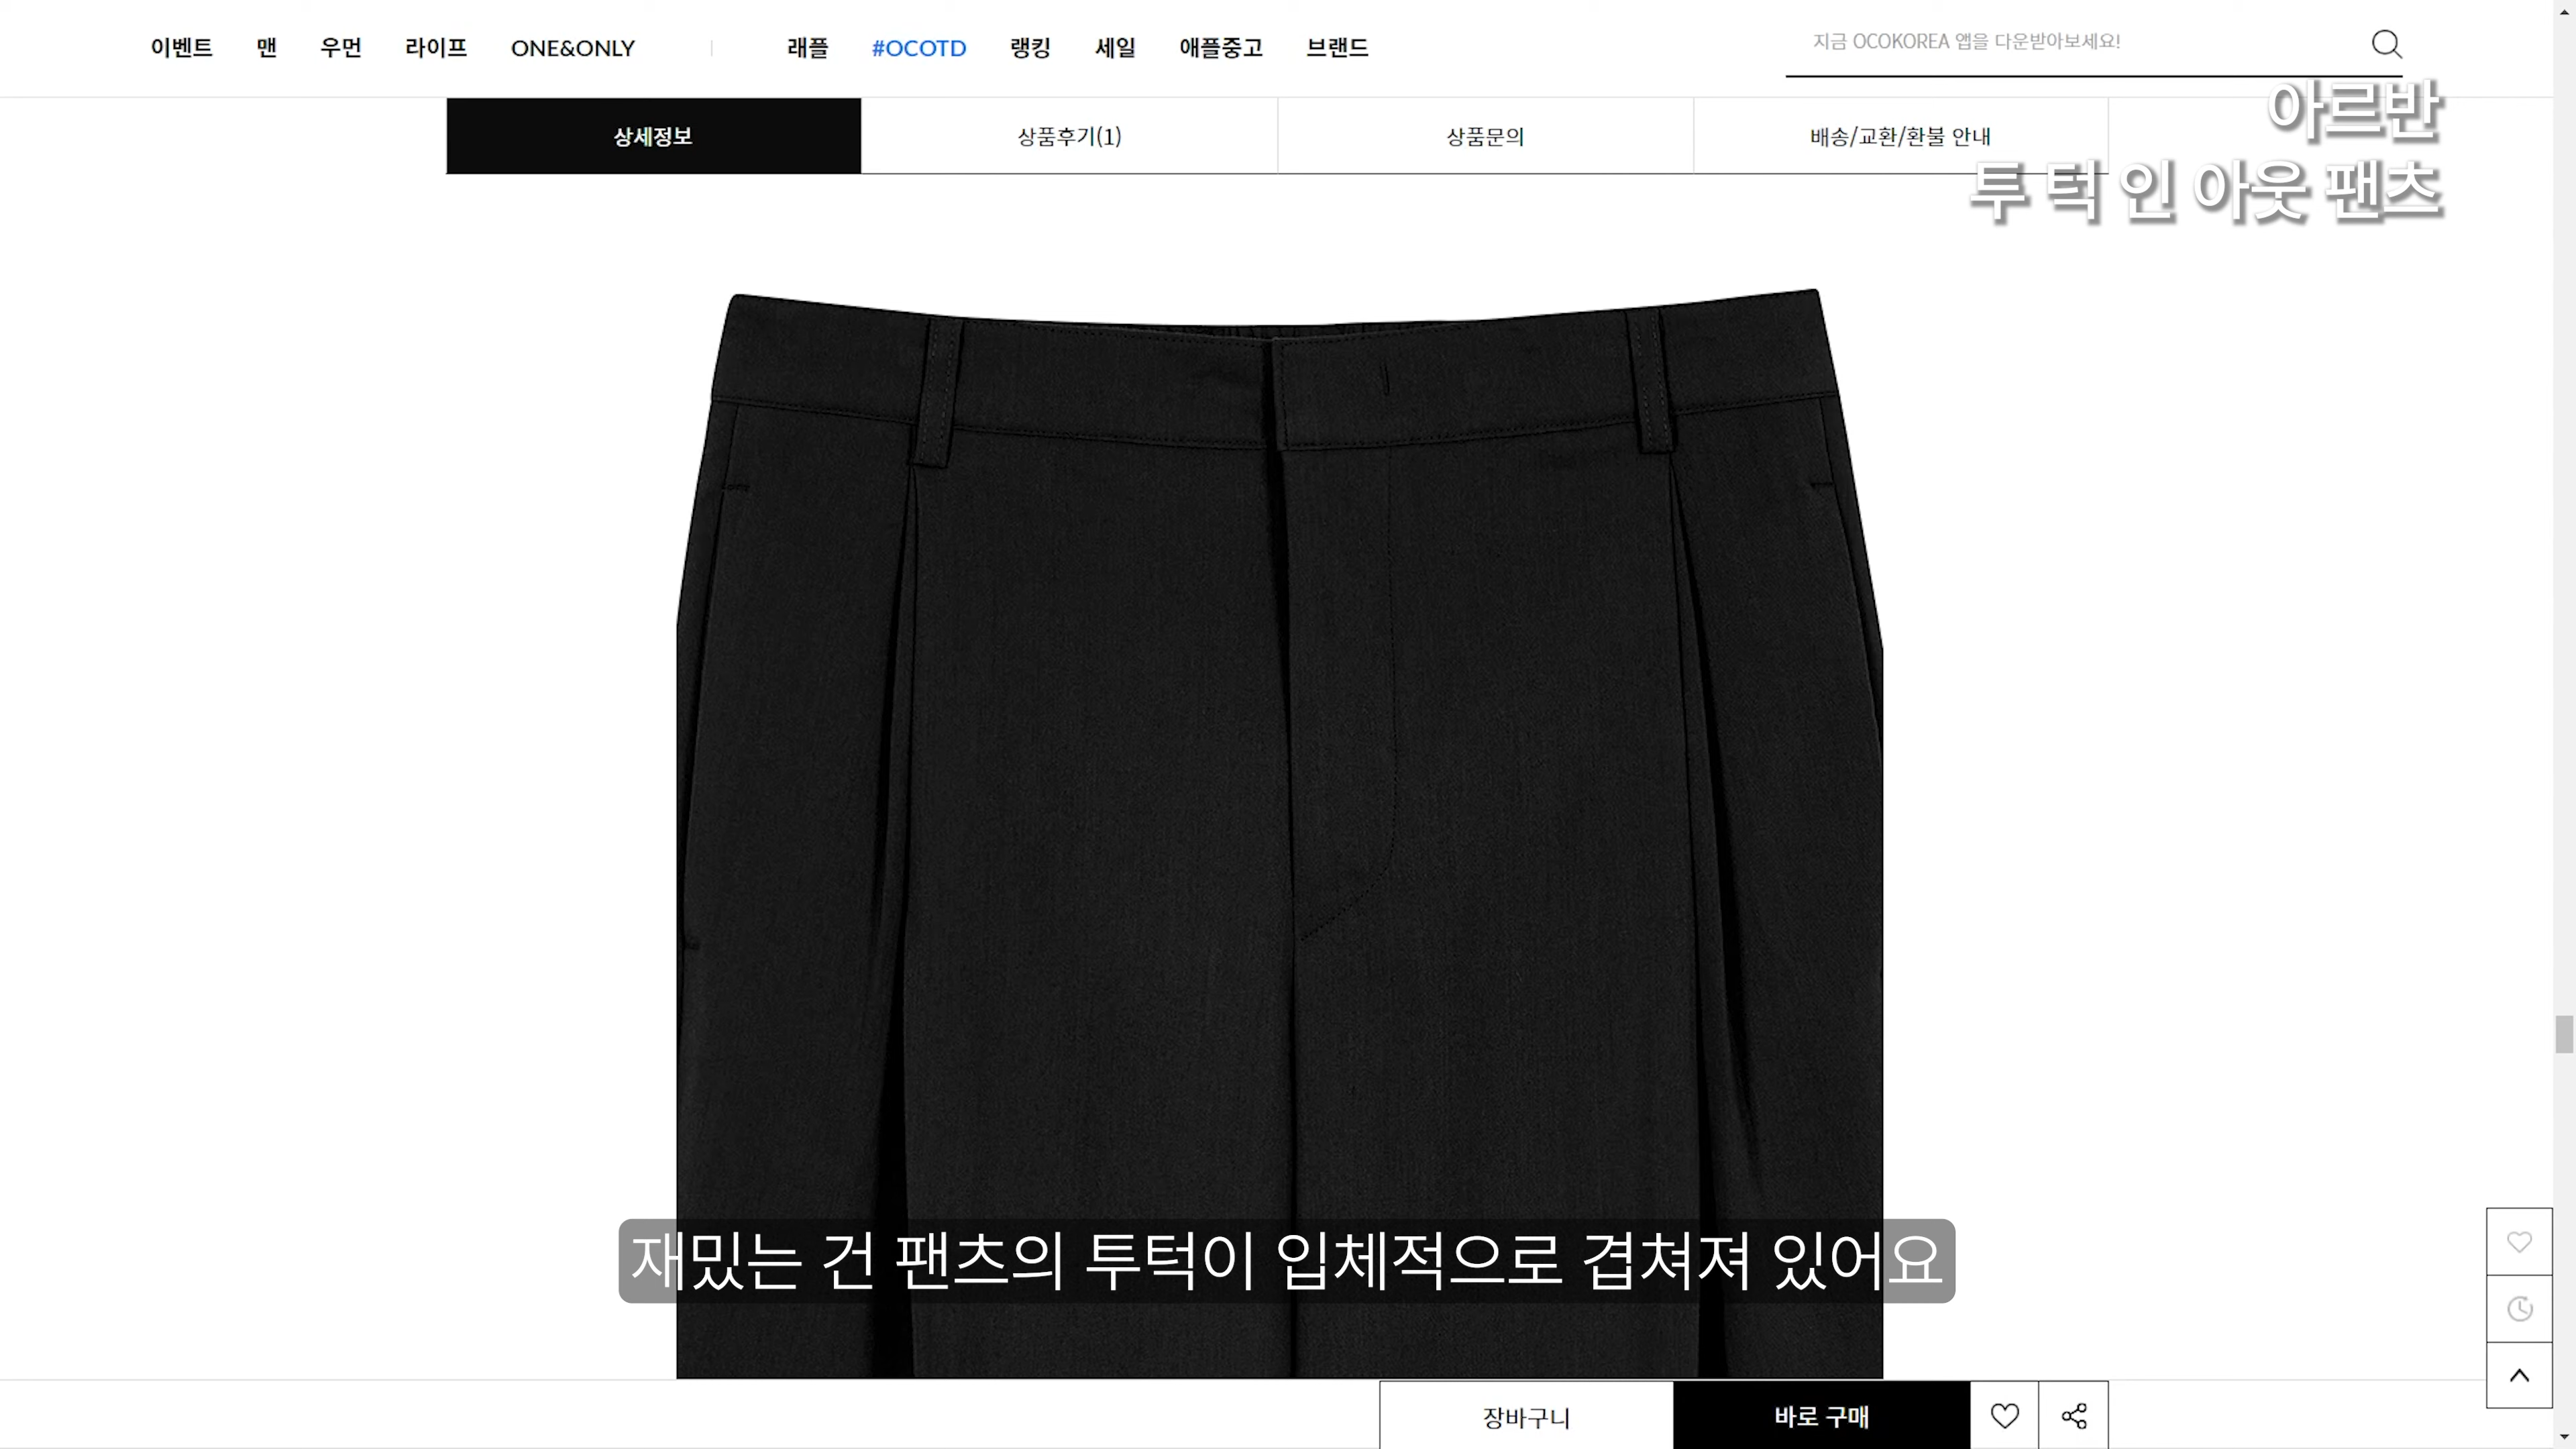 이벤트 맨 우먼 라이프 ONE&ONLY 래플 #OCOTD 랭킹 세일 애플중고 브랜드 지금 OCOKOREA 앱을 다운받아보세요!
상세정보 상품후기(1) 상품문의 배송/교환/환불 안내
아르반
투 턱 인 아웃 팬츠
재밌는 건 팬츠의 투턱이 입체적으로 겹쳐져 있어요
장바구니 바로 구매